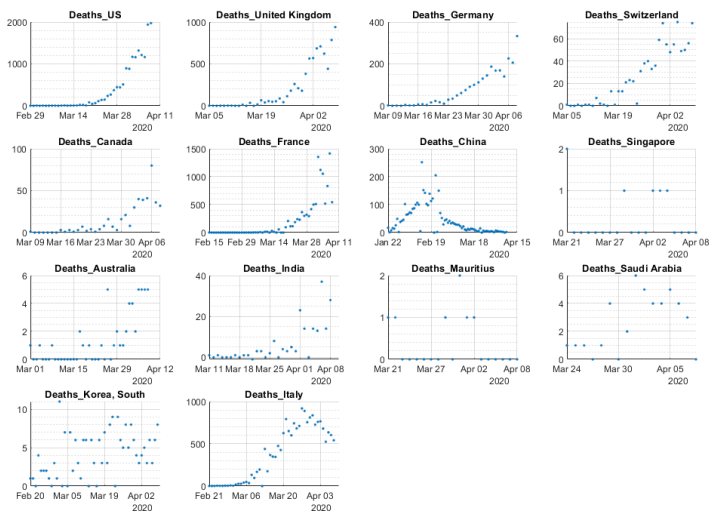 Deaths_US
2000
1000
0
Feb 29 Mar 14 Mar 28 Apr 11
2020
Deaths_United Kingdom
1000
500
0
Mar 05 Mar 19 Apr 02
2020
Deaths_Germany
400
200
0
Mar 09 Mar 16 Mar 23 Mar 30 Apr 06
2020
Deaths_Switzerland
60
40
20
0
Mar 05 Mar 19 Apr 02
2020
Deaths_Canada
100
50
0
Mar 09 Mar 16 Mar 23 Mar 30 Apr 06
2020
Deaths_France
1500
1000
500
0
Feb 15 Feb 29 Mar 14 Mar 28 Apr 11
2020
Deaths_China
300
200
100
0
Jan 22 Feb 19 Mar 18 Apr 15
2020
Deaths_Singapore
2
1
0
Mar 21 Mar 27 Apr 02 Apr 08
2020
Deaths_Australia
6
4
2
0
Mar 01 Mar 15 Mar 29 Apr 12
2020
Deaths_India
40
20
0
Mar 11 Mar 18 Mar 25 Apr 01 Apr 08
2020
Deaths_Mauritius
2
1
0
Mar 21 Mar 27 Apr 02 Apr 08
2020
Deaths_Saudi Arabia
6
4
2
0
Mar 24 Mar 30 Apr 05
2020
Deaths_Korea, South
10
5
0
Feb 20 Mar 05 Mar 19 Apr 02
2020
Deaths_Italy
1000
500
0
Feb 21 Mar 06 Mar 20 Apr 03
2020